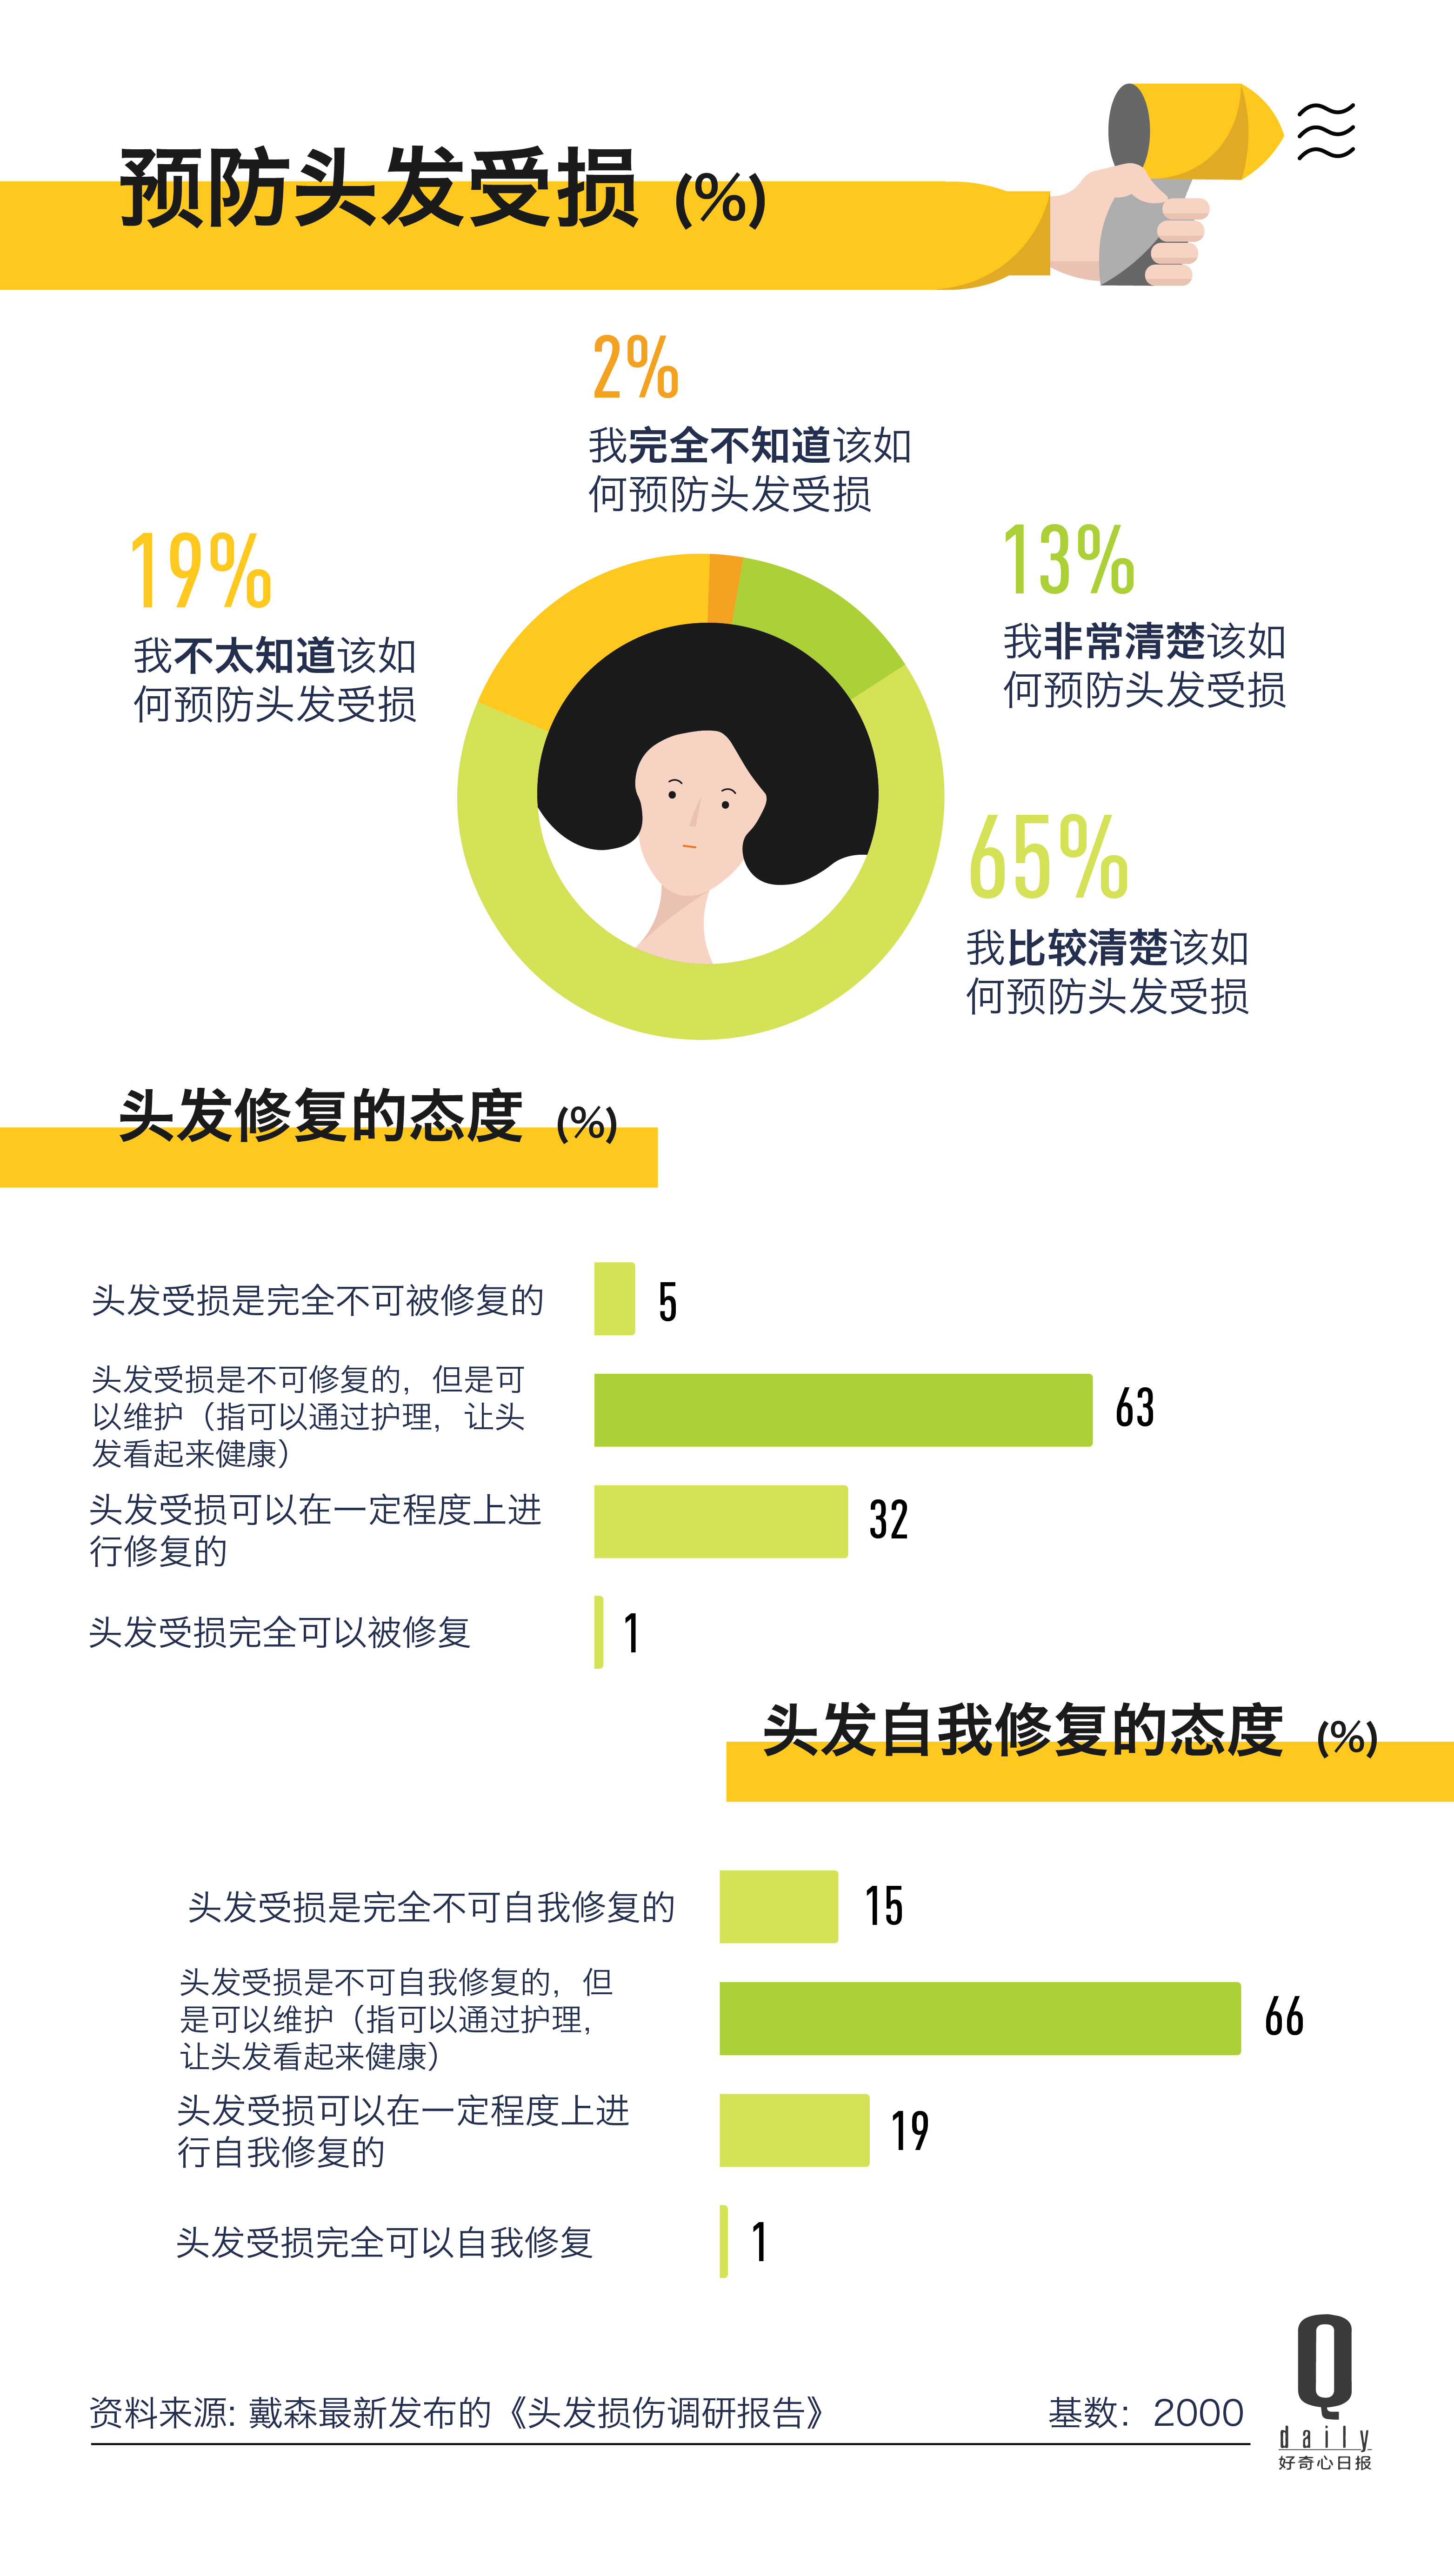 预防头发受损 (%)
2%
我完全不知道该如
何预防头发受损
19%
我不太知道该如
何预防头发受损
13%
我非常清楚该如
何预防头发受损
65%
我比较清楚该如
何预防头发受损
头发修复的态度 (%)
头发受损是完全不可被修复的 5
头发受损是不可修复的，但是可
以维护（指可以通过护理，让头
发看起来健康）
63
头发受损可以在一定程度上进
行修复的
32
头发受损完全可以被修复 1
头发自我修复的态度 (%)
头发受损是完全不可自我修复的 15
头发受损是不可自我修复的，但
是可以维护（指可以通过护理，
让头发看起来健康）
66
头发受损可以在一定程度上进
行自我修复的
19
头发受损完全可以自我修复 1
资料来源: 戴森最新发布的《头发损伤调研报告》 基数：2000
Q
daily
好奇心日报